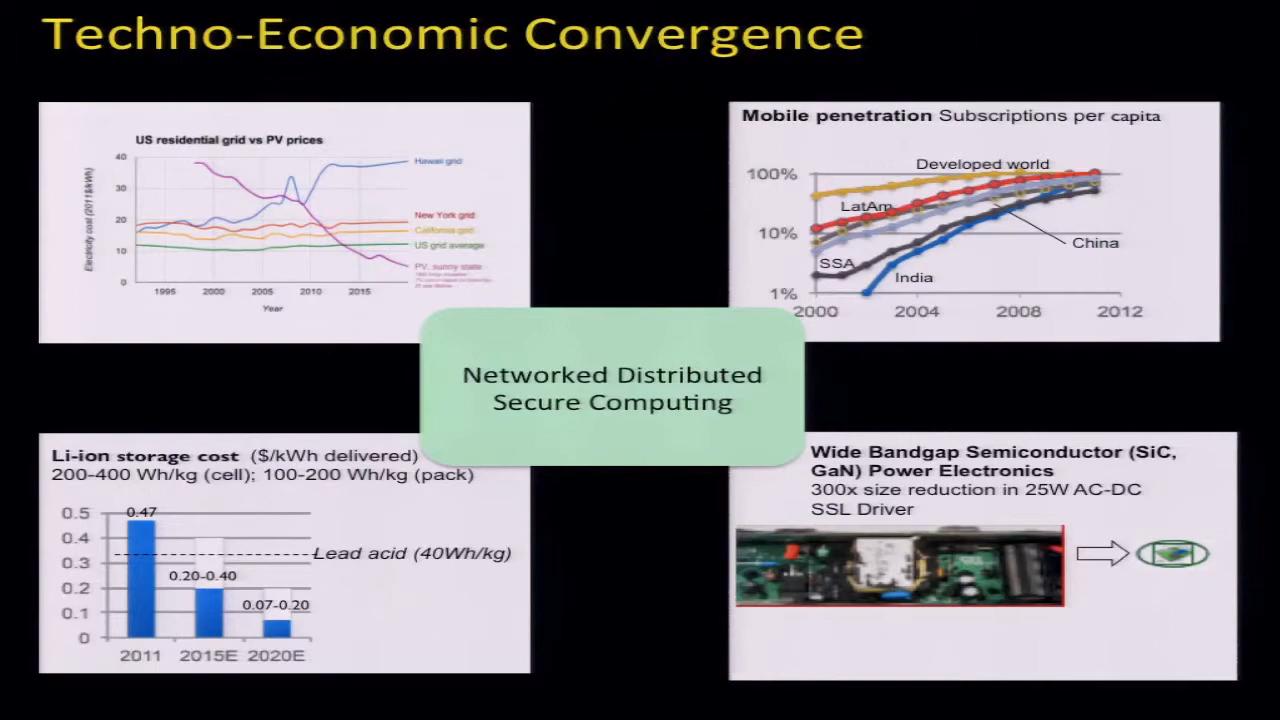 Techno-Economic Convergence
US residential grid vs PV prices
Electricity cost (2011$/kWh)
40
30
20
10
0
1995
2000
2005
2010
2015
Year
Hawaii grid
New York grid
California grid
US grid average
PV, sunny state
Mobile penetration Subscriptions per capita
100%
10%
1%
2000
2004
2008
2012
Developed world
LatAm
China
SSA
India
Networked Distributed
Secure Computing
Li-ion storage cost ($/kWh delivered)
200-400 Wh/kg (cell); 100-200 Wh/kg (pack)
0.5
0.4
0.3
0.2
0.1
0
0.47
0.20-0.40
0.07-0.20
Lead acid (40Wh/kg)
2011
2015E
2020E
Wide Bandgap Semiconductor (SiC,
GaN) Power Electronics
300x size reduction in 25W AC-DC
SSL Driver